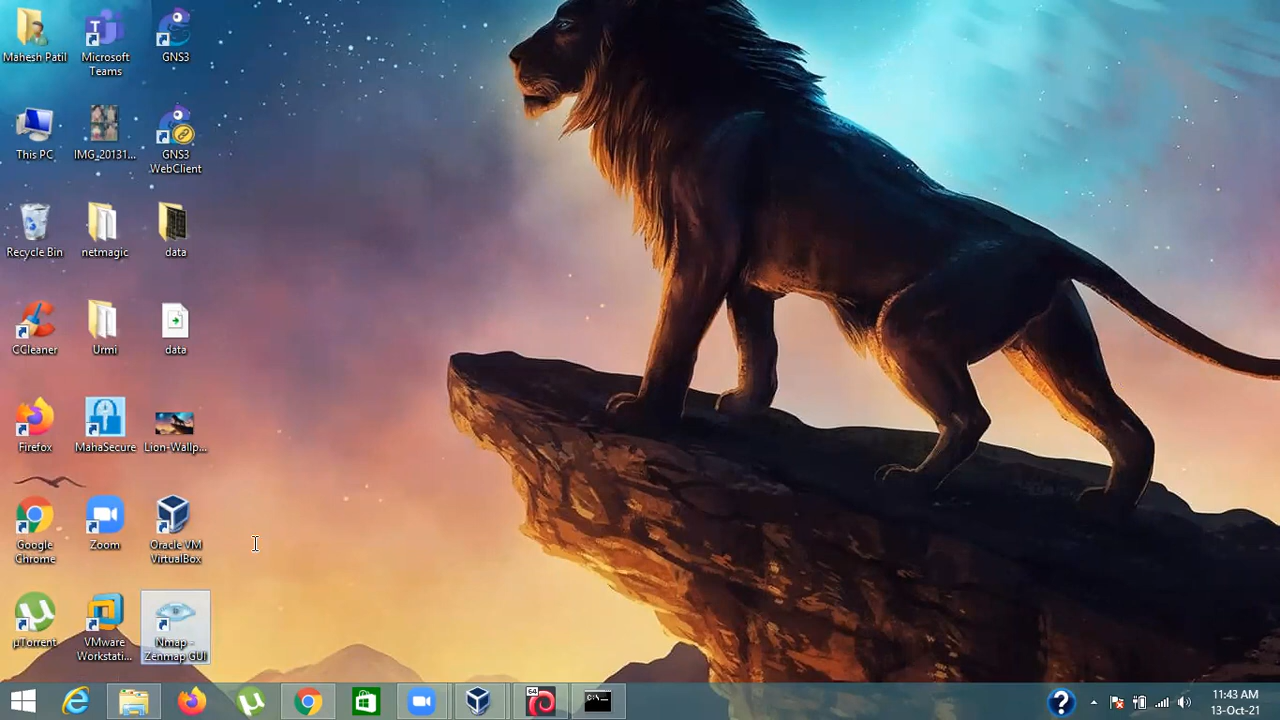 Mahesh Patil
Microsoft
Teams
GNS3
This PC
IMG_20131...
GNS3
WebClient
Recycle Bin
netmagic
data
CCleaner
Urmi
data
Firefox
MahaSecure
Lion-Wallp...
Google
Chrome
Zoom
Oracle VM
VirtualBox
µTorrent
VMware
Workstati...
Nmap -
Zenmap GUI
64
C:\._
11:43 AM
13-Oct-21